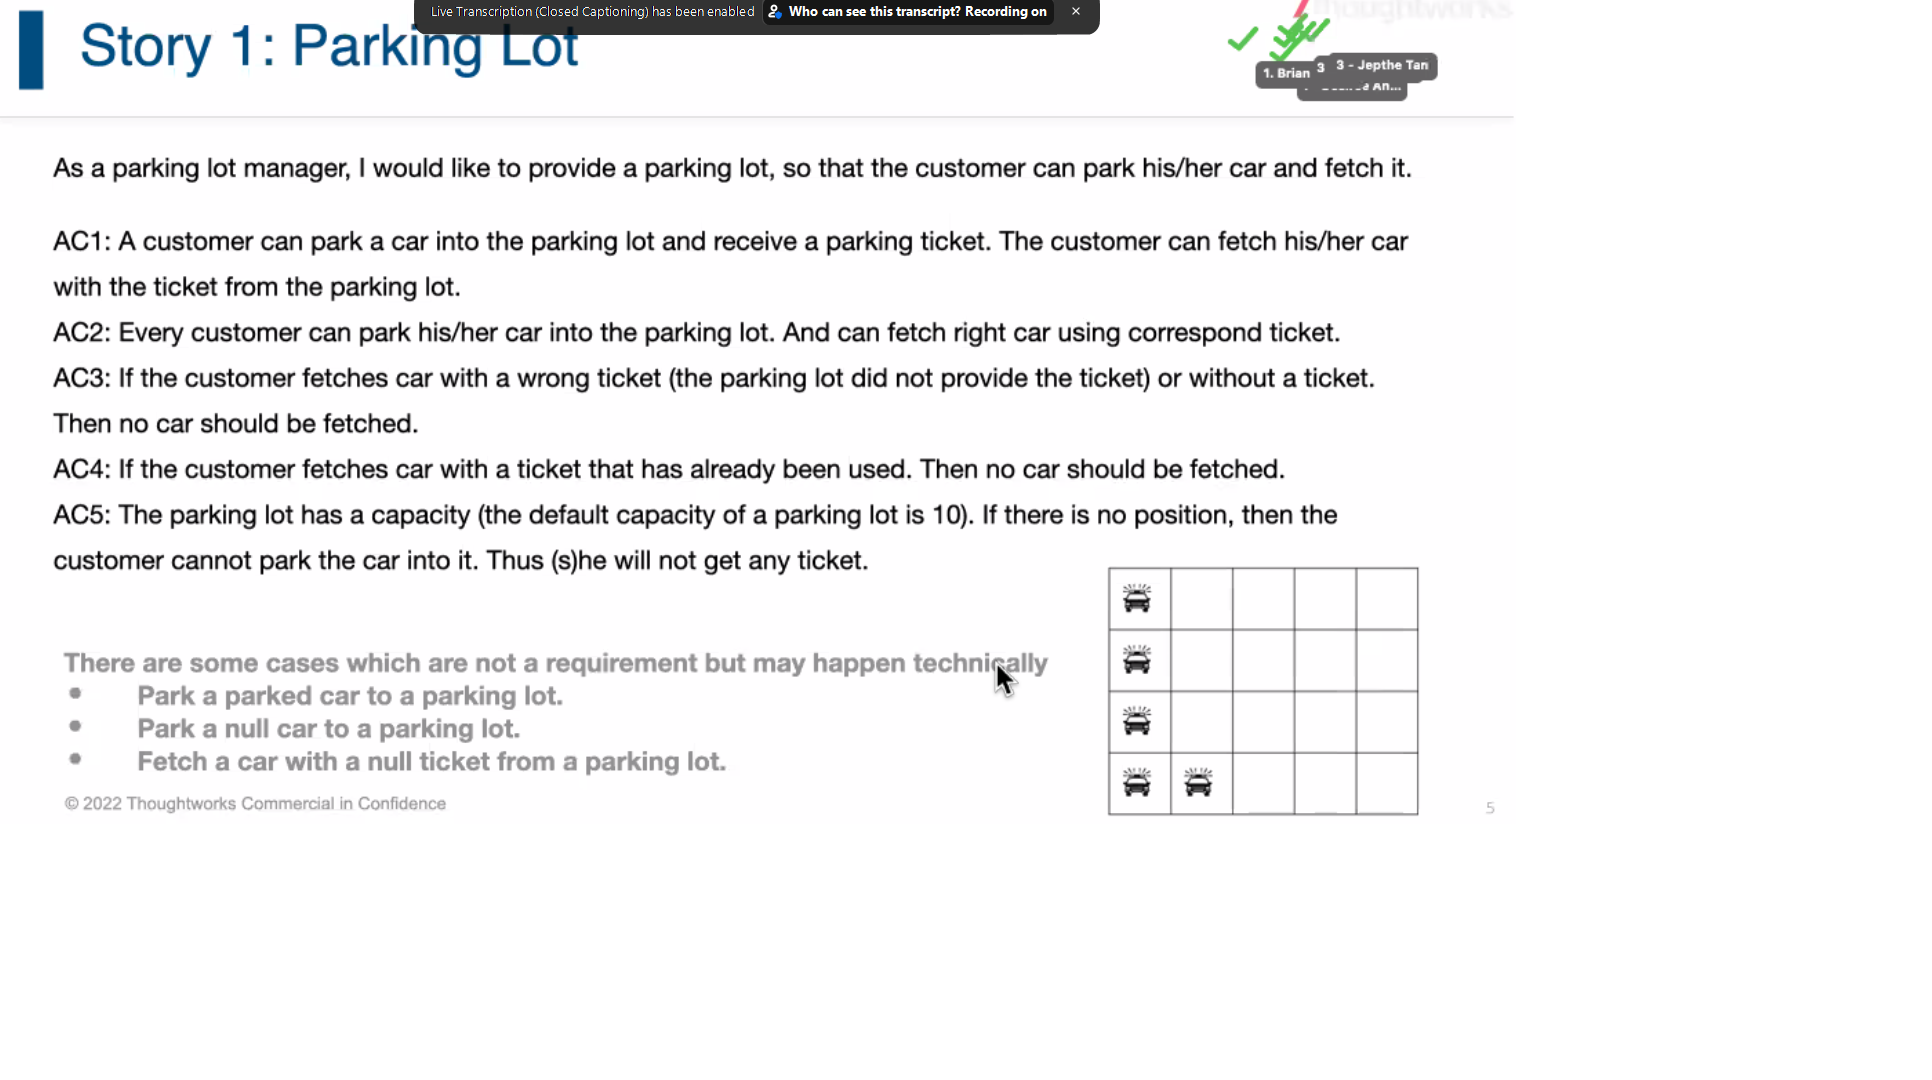 Live Transcription (Closed Captioning) has been enabled Who can see this transcript? Recording on
Story 1: Parking Lot
Thoughtworks
1. Brian 3 3 - Jepthe Tan
An...
As a parking lot manager, I would like to provide a parking lot, so that the customer can park his/her car and fetch it.
AC1: A customer can park a car into the parking lot and receive a parking ticket. The customer can fetch his/her car
with the ticket from the parking lot.
AC2: Every customer can park his/her car into the parking lot. And can fetch right car using correspond ticket.
AC3: If the customer fetches car with a wrong ticket (the parking lot did not provide the ticket) or without a ticket.
Then no car should be fetched.
AC4: If the customer fetches car with a ticket that has already been used. Then no car should be fetched.
AC5: The parking lot has a capacity (the default capacity of a parking lot is 10). If there is no position, then the
customer cannot park the car into it. Thus (s)he will not get any ticket.
There are some cases which are not a requirement but may happen technically
• Park a parked car to a parking lot.
• Park a null car to a parking lot.
• Fetch a car with a null ticket from a parking lot.
© 2022 Thoughtworks Commercial in Confidence
5